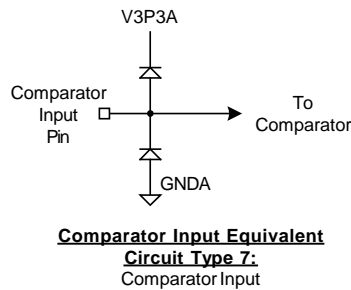 V3P3A
Comparator
Input
Pin
To
Comparator
GNDA
Comparator Input Equivalent
Circuit Type 7:
Comparator Input